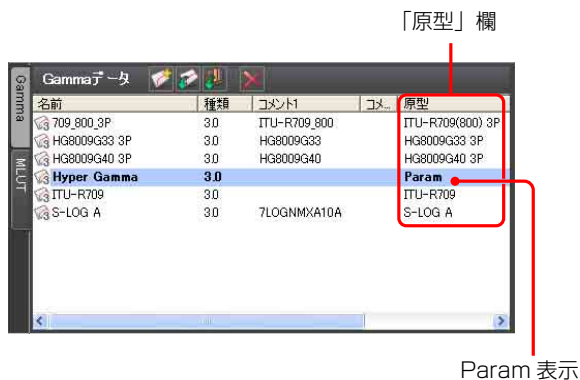 「原型」欄
Gamma
Gammaデータ
名前 種類 コメント1 コメ... 原型
709_800_3P 3.0 ITU-R709_800 ITU-R709(800) 3P
HG8009G33 3P 3.0 HG8009G33 HG8009G33 3P
HG8009G40 3P 3.0 HG8009G40 HG8009G40 3P
MLUT
Hyper Gamma 3.0 Param
ITU-R709 3.0 ITU-R709
S-LOG A 3.0 7LOGNMXA10A S-LOG A
Param 表示